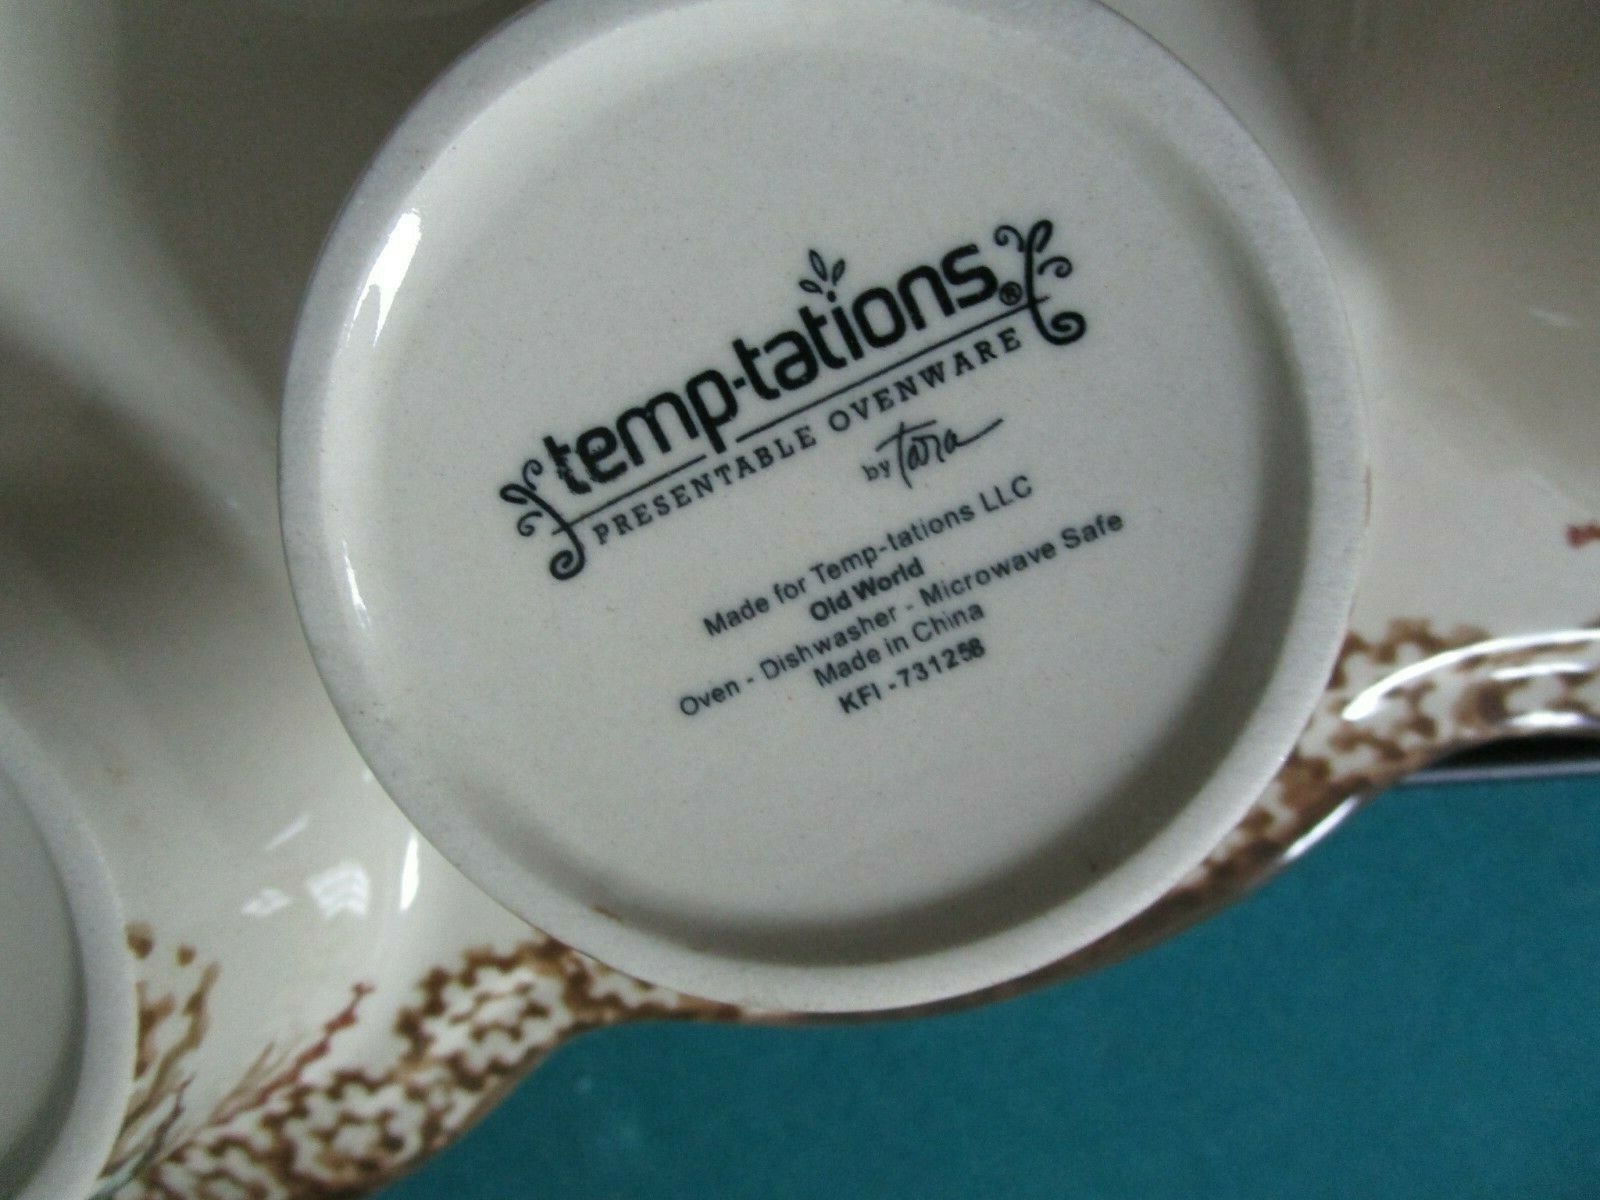 temp-tations®
PRESENTABLE OVENWARE
by tara
Made for Temp-tations LLC
Old World
Oven - Dishwasher - Microwave Safe
Made in China
KFI - 731258